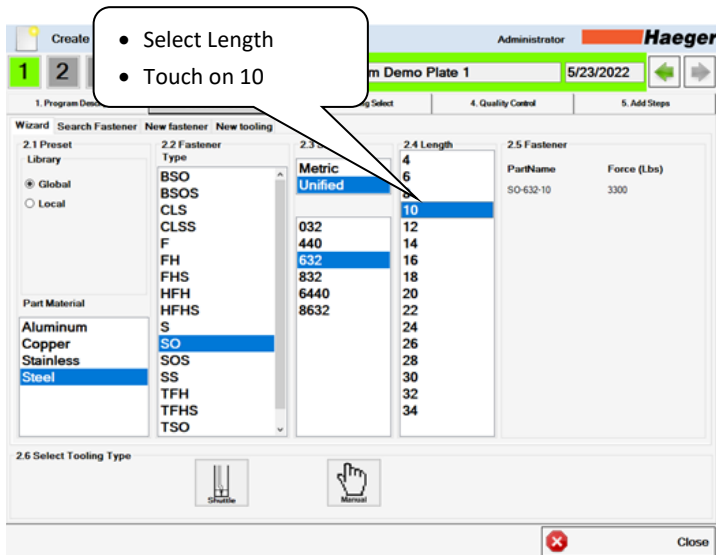 Create
Administrator
Haeger
• Select Length
• Touch on 10
1
2
Demo Plate 1
5/23/2022
4. Quality Control
5. Add Steps
Wizard
Search Fastener
New fastener
New tooling
2.1 Preset
Library
Global
Local
Part Material
Aluminum
Copper
Stainless
Steel
2.2 Fastener
Type
BSO
BSOS
CLS
CLSS
F
FH
FHS
HFH
HFHS
S
SO
SOS
SS
TFH
TFHS
TSO
Metric
Unified
032
440
632
832
6440
8632
2.4 Length
4
6
10
12
14
16
18
20
22
24
26
28
30
32
34
2.5 Fastener
PartName Force (Lbs)
SO-632-10 3300
2.6 Select Tooling Type
Shuttle
Manual
Close